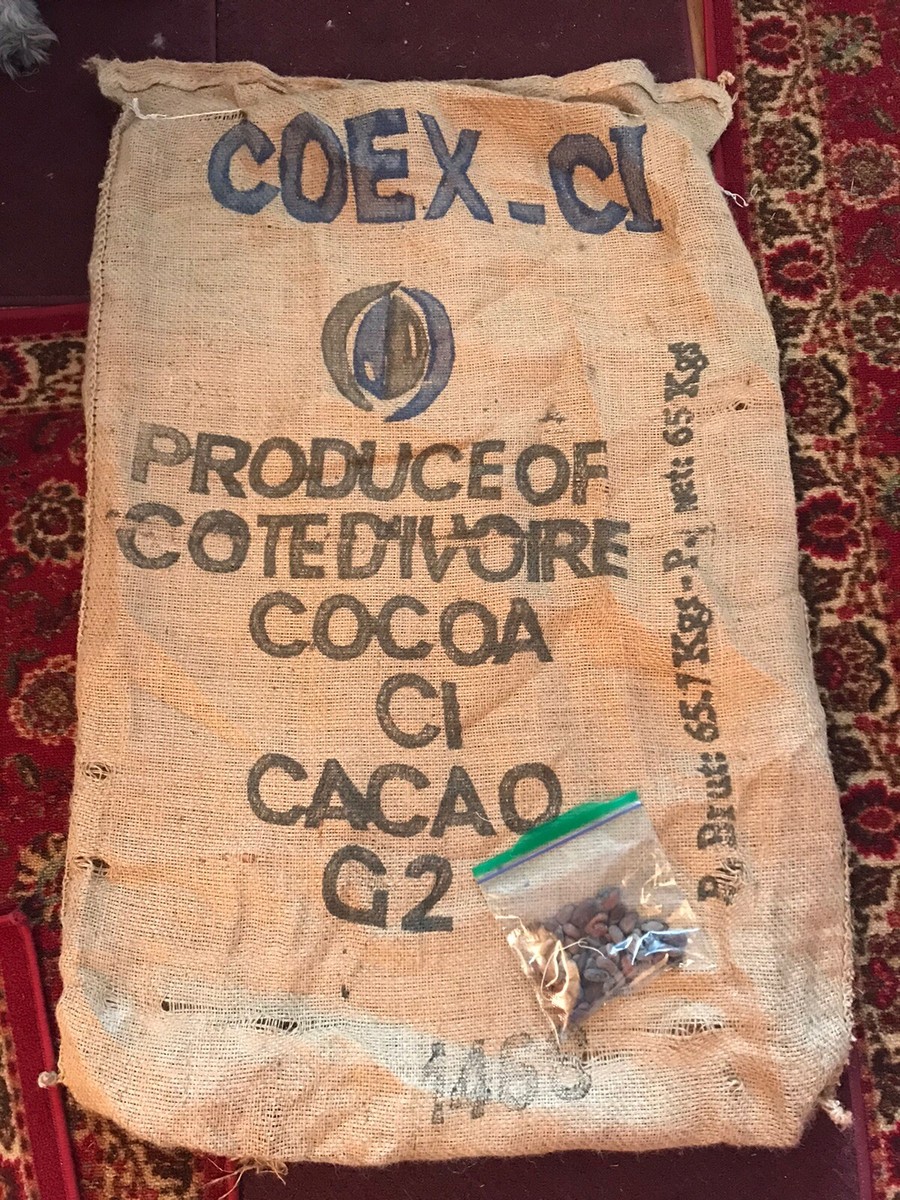 COEX-CI
PRODUCE OF
COTE D'IVOIRE
COCOA
CI
CACAO
G2
P. Brut: 65.7 Kgs - P. net: 65 Kgs